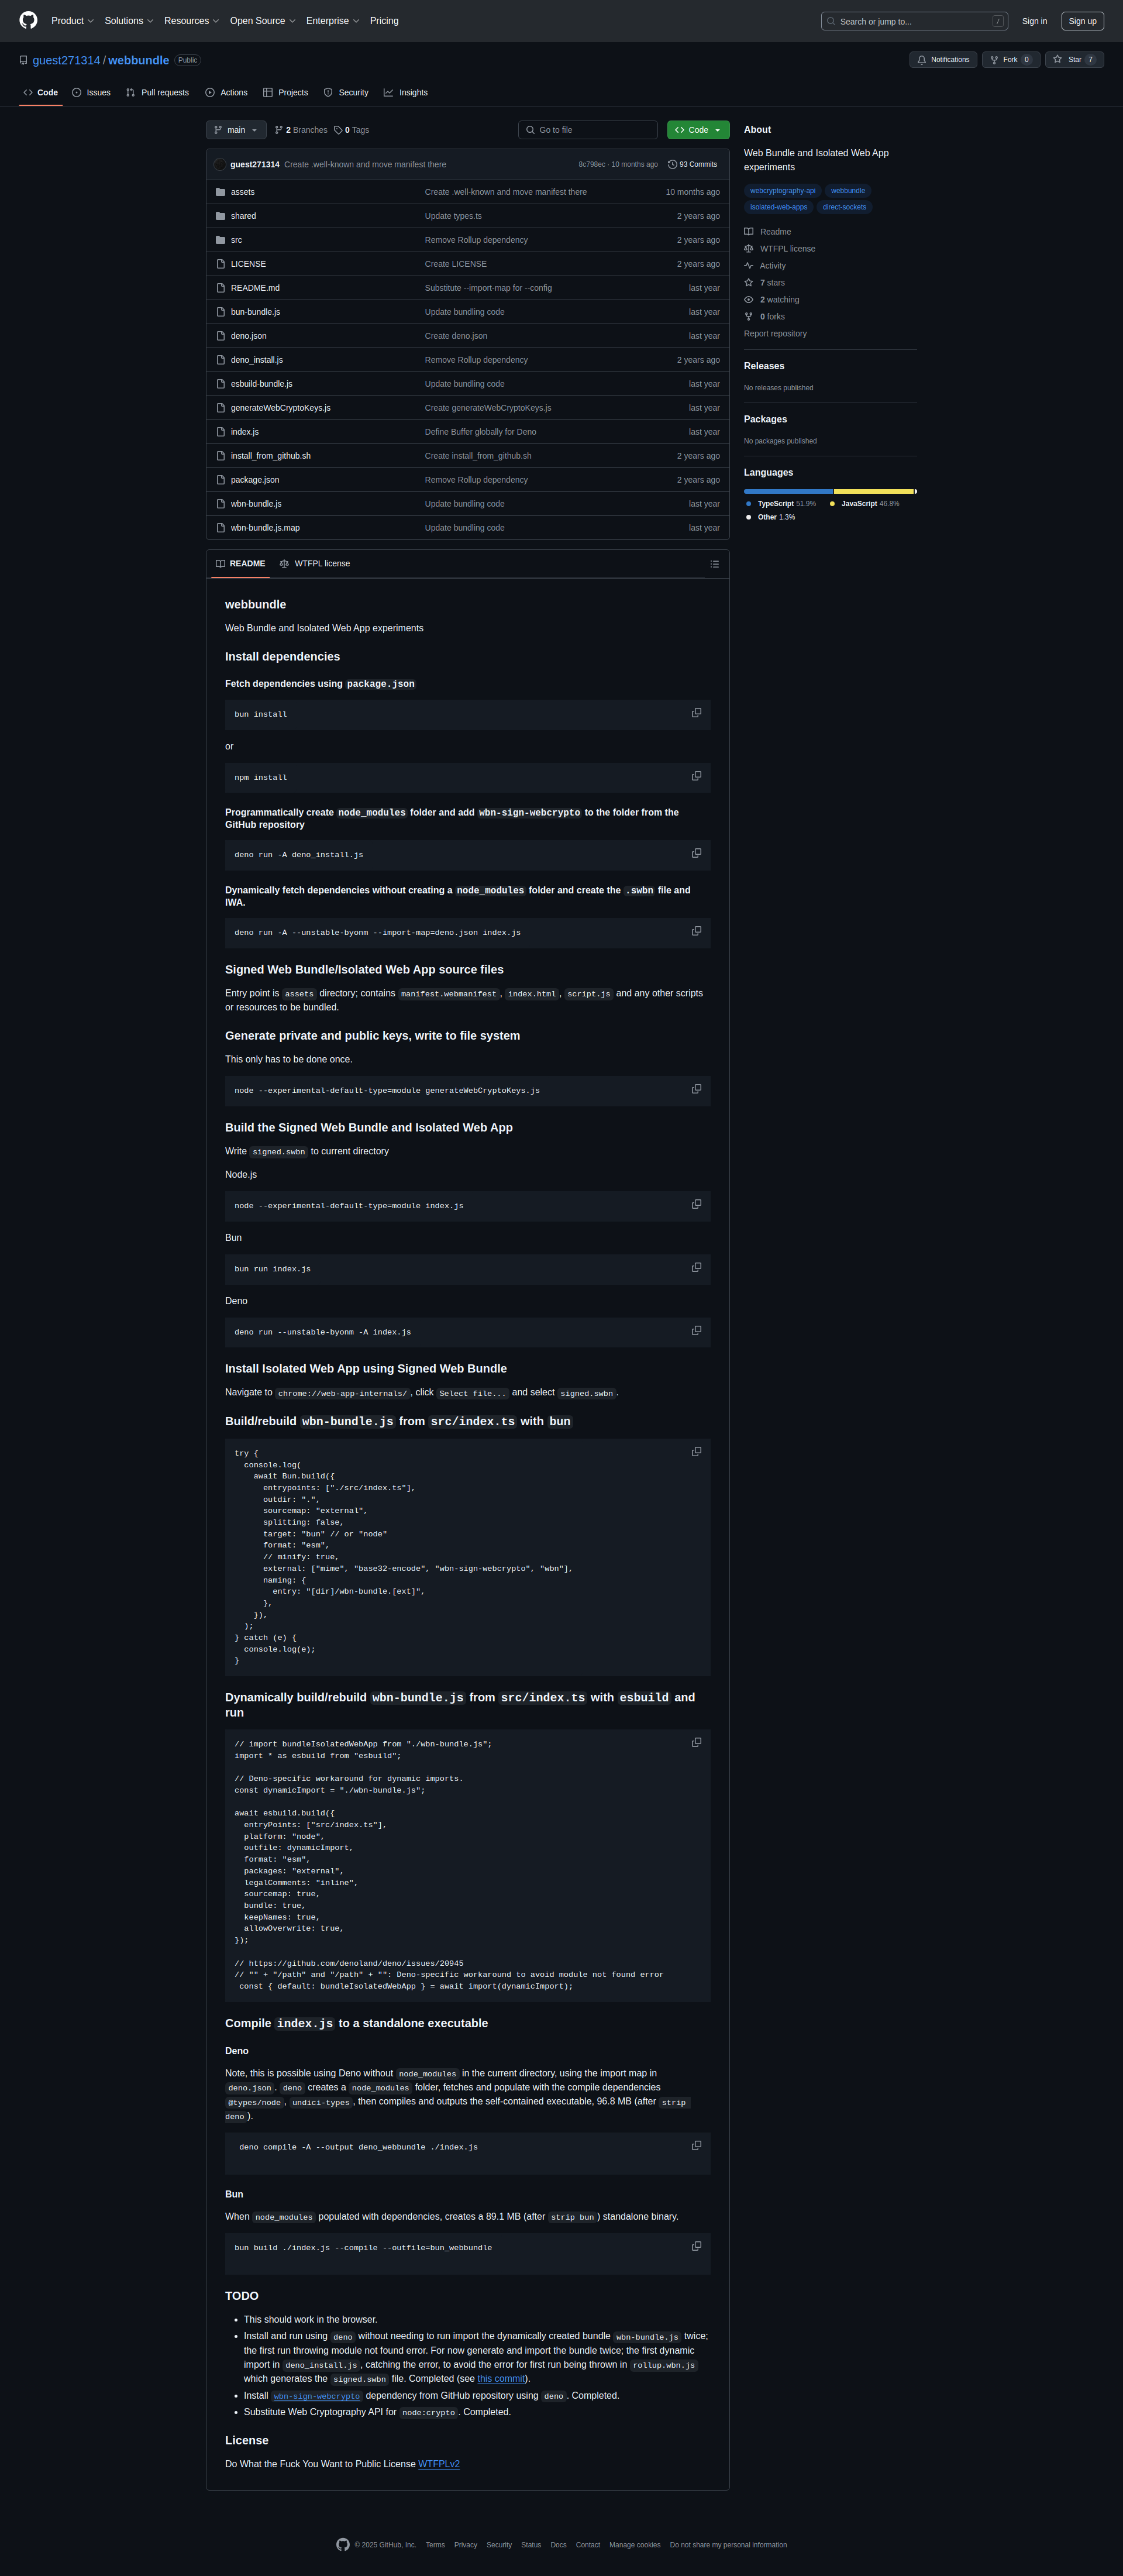 Product Solutions Resources Open Source Enterprise Pricing Search or jump to... / Sign in Sign up
guest271314 / webbundle Public Notifications Fork 0 Star 7
Code Issues Pull requests Actions Projects Security Insights
main 2 Branches 0 Tags Go to file Code
guest271314 Create .well-known and move manifest there 8c798ec · 10 months ago 93 Commits
assets Create .well-known and move manifest there 10 months ago
shared Update types.ts 2 years ago
src Remove Rollup dependency 2 years ago
LICENSE Create LICENSE 2 years ago
README.md Substitute --import-map for --config last year
bun-bundle.js Update bundling code last year
deno.json Create deno.json last year
deno_install.js Remove Rollup dependency 2 years ago
esbuild-bundle.js Update bundling code last year
generateWebCryptoKeys.js Create generateWebCryptoKeys.js last year
index.js Define Buffer globally for Deno last year
install_from_github.sh Create install_from_github.sh 2 years ago
package.json Remove Rollup dependency 2 years ago
wbn-bundle.js Update bundling code last year
wbn-bundle.js.map Update bundling code last year
README WTFPL license
webbundle
Web Bundle and Isolated Web App experiments
Install dependencies
Fetch dependencies using package.json
bun install
or
npm install
Programmatically create node_modules folder and add wbn-sign-webcrypto to the folder from the
GitHub repository
deno run -A deno_install.js
Dynamically fetch dependencies without creating a node_modules folder and create the .swbn file and
IWA.
deno run -A --unstable-byonm --import-map=deno.json index.js
Signed Web Bundle/Isolated Web App source files
Entry point is assets directory; contains manifest.webmanifest, index.html, script.js and any other scripts
or resources to be bundled.
Generate private and public keys, write to file system
This only has to be done once.
node --experimental-default-type=module generateWebCryptoKeys.js
Build the Signed Web Bundle and Isolated Web App
Write signed.swbn to current directory
Node.js
node --experimental-default-type=module index.js
Bun
bun run index.js
Deno
deno run --unstable-byonm -A index.js
Install Isolated Web App using Signed Web Bundle
Navigate to chrome://web-app-internals/, click Select file... and select signed.swbn.
Build/rebuild wbn-bundle.js from src/index.ts with bun
try {
console.log(
await Bun.build({
entrypoints: ["./src/index.ts"],
outdir: ".",
sourcemap: "external",
splitting: false,
target: "bun" // or "node"
format: "esm",
// minify: true,
external: ["mime", "base32-encode", "wbn-sign-webcrypto", "wbn"],
naming: {
entry: "[dir]/wbn-bundle.[ext]",
},
}),
);
} catch (e) {
console.log(e);
}
Dynamically build/rebuild wbn-bundle.js from src/index.ts with esbuild and
run
// import bundleIsolatedWebApp from "./wbn-bundle.js";
import * as esbuild from "esbuild";
// Deno-specific workaround for dynamic imports.
const dynamicImport = "./wbn-bundle.js";
await esbuild.build({
entryPoints: ["src/index.ts"],
platform: "node",
outfile: dynamicImport,
format: "esm",
packages: "external",
legalComments: "inline",
sourcemap: true,
bundle: true,
keepNames: true,
allowOverwrite: true,
});
// https://github.com/denoland/deno/issues/20945
// "" + "/path" and "/path" + "": Deno-specific workaround to avoid module not found error
const { default: bundleIsolatedWebApp } = await import(dynamicImport);
Compile index.js to a standalone executable
Deno
Note, this is possible using Deno without node_modules in the current directory, using the import map in
deno.json. deno creates a node_modules folder, fetches and populate with the compile dependencies
@types/node, undici-types, then compiles and outputs the self-contained executable, 96.8 MB (after strip
deno).
deno compile -A --output deno_webbundle ./index.js
Bun
When node_modules populated with dependencies, creates a 89.1 MB (after strip bun) standalone binary.
bun build ./index.js --compile --outfile=bun_webbundle
TODO
• This should work in the browser.
• Install and run using deno without needing to run import the dynamically created bundle wbn-bundle.js twice;
the first run throwing module not found error. For now generate and import the bundle twice; the first dynamic
import in deno_install.js, catching the error, to avoid the error for first run being thrown in rollup.wbn.js
which generates the signed.swbn file. Completed (see this commit).
• Install wbn-sign-webcrypto dependency from GitHub repository using deno. Completed.
• Substitute Web Cryptography API for node:crypto. Completed.
License
Do What the Fuck You Want to Public License WTFPLv2
About
Web Bundle and Isolated Web App
experiments
webcryptography-api webbundle
isolated-web-apps direct-sockets
Readme
WTFPL license
Activity
7 stars
2 watching
0 forks
Report repository
Releases
No releases published
Packages
No packages published
Languages
TypeScript 51.9% JavaScript 46.8%
Other 1.3%
© 2025 GitHub, Inc. Terms Privacy Security Status Docs Contact Manage cookies Do not share my personal information